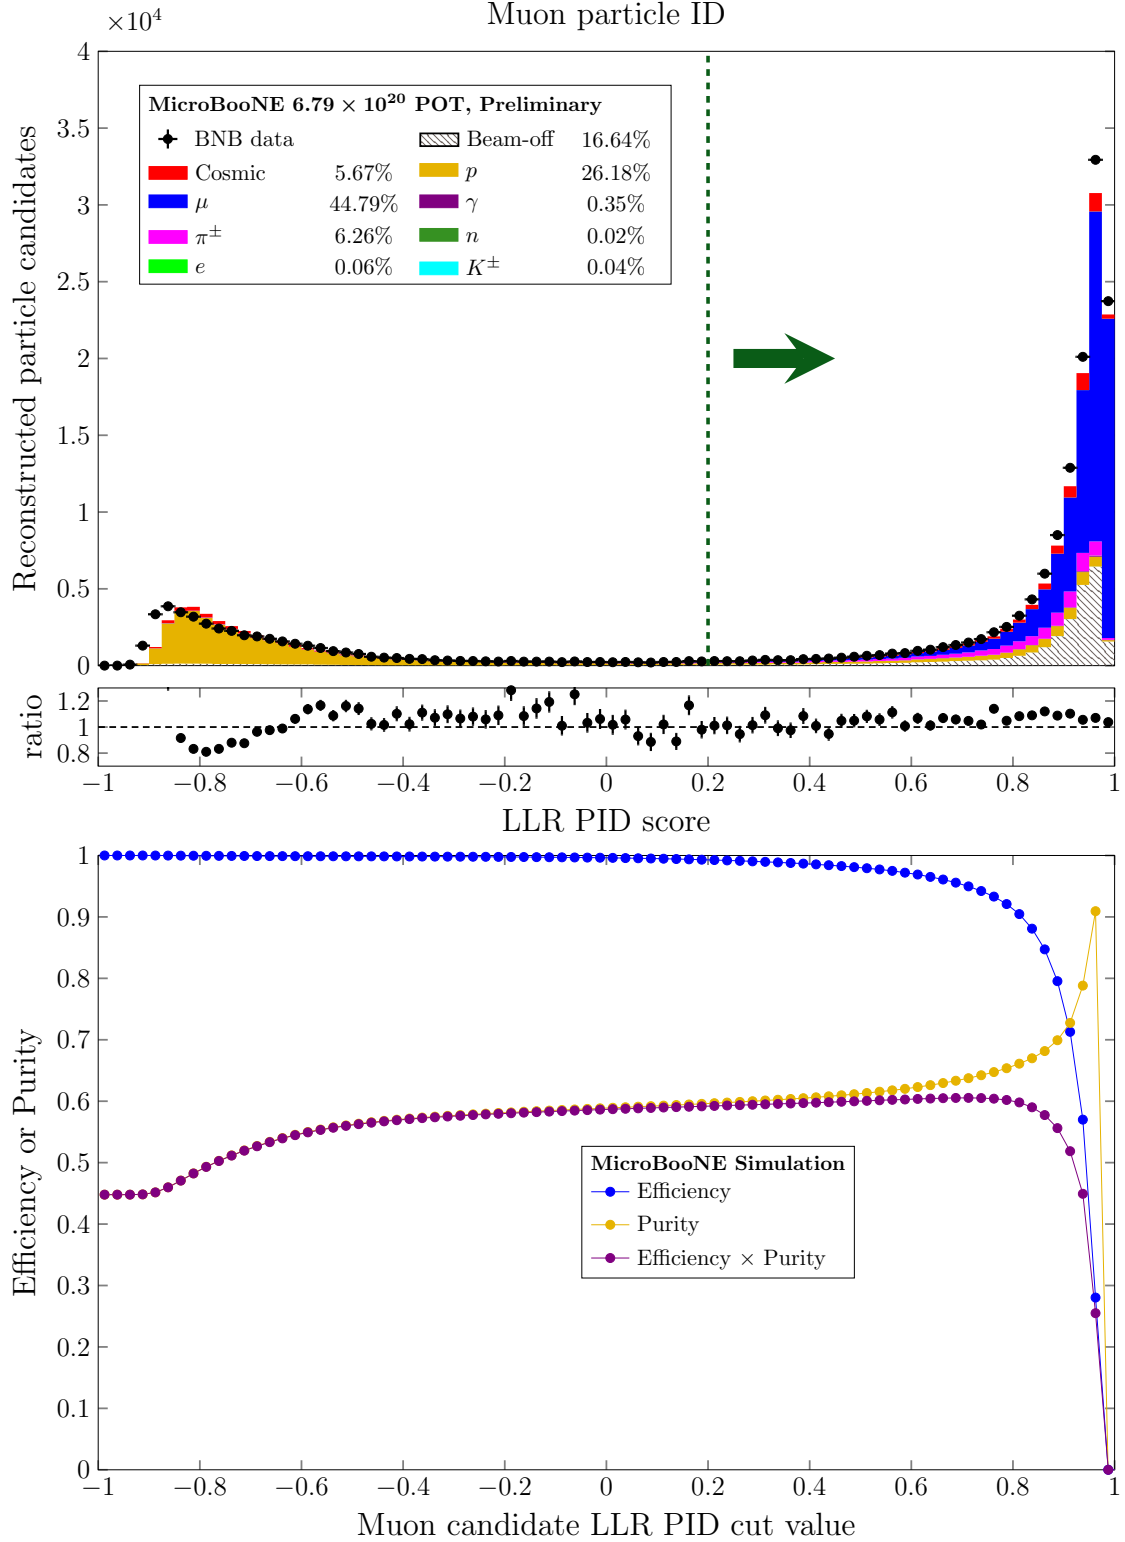 Muon particle ID
×10⁴
4
3.5
3
2.5
2
1.5
1
0.5
0
Reconstructed particle candidates
MicroBooNE 6.79 × 10²⁰ POT, Preliminary
BNB data Beam-off 16.64%
Cosmic 5.67% p 26.18%
μ 44.79% γ 0.35%
π± 6.26% n 0.02%
e 0.06% K± 0.04%
1.2
1
0.8
ratio
−1 −0.8 −0.6 −0.4 −0.2 0 0.2 0.4 0.6 0.8 1
LLR PID score
1
0.9
0.8
0.7
0.6
0.5
0.4
0.3
0.2
0.1
0
Efficiency or Purity
MicroBooNE Simulation
Efficiency
Purity
Efficiency × Purity
−1 −0.8 −0.6 −0.4 −0.2 0 0.2 0.4 0.6 0.8 1
Muon candidate LLR PID cut value